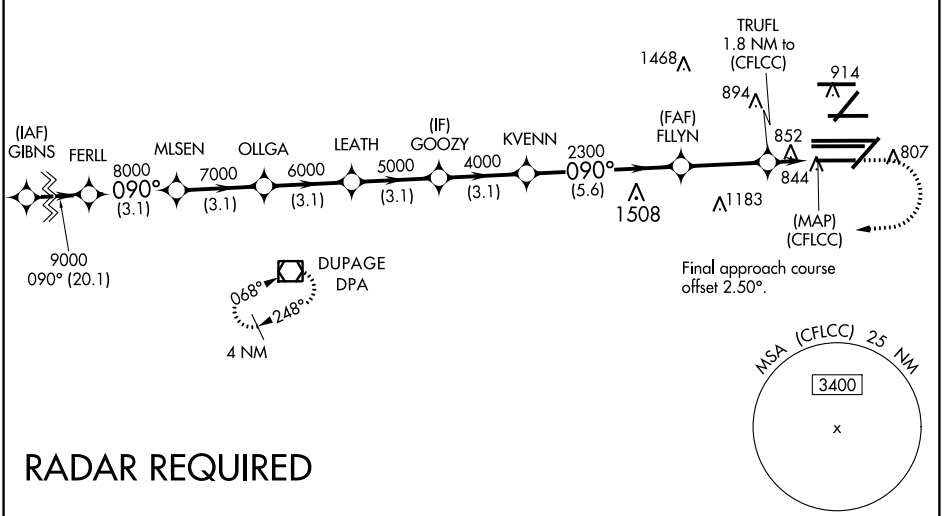 TRUFL
1.8 NM to
(CFLCC)
1468
914
894
(IAF)
GIBNS
FERLL
8000
090°
(3.1)
MLSEN
7000
(3.1)
OLLGA
6000
(3.1)
LEATH
5000
(3.1)
(IF)
GOOZY
4000
(3.1)
KVENN
2300
090°
(5.6)
(FAF)
FLLYN
852
844
807
9000
090° (20.1)
1508
1183
(MAP)
(CFLCC)
DUPAGE
DPA
068°
248°
4 NM
Final approach course
offset 2.50°.
MSA (CFLCC) 25 NM
3400
x
RADAR REQUIRED